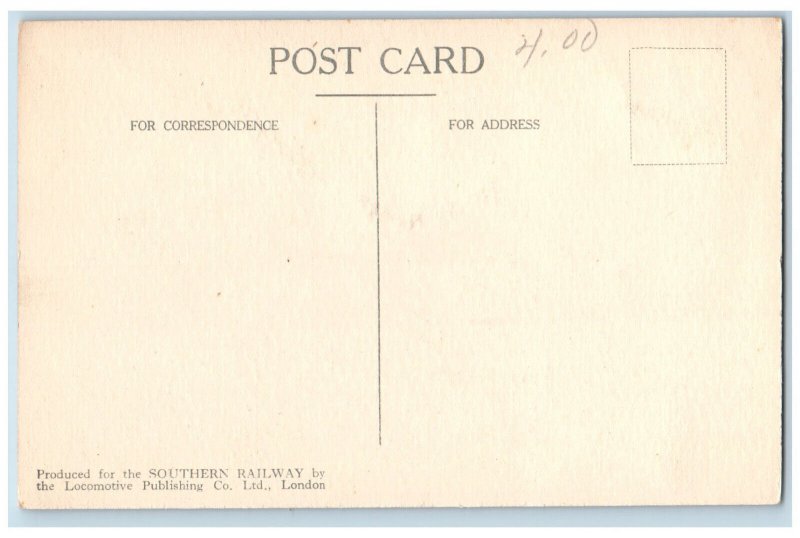 POST CARD
4.00
FOR CORRESPONDENCE
FOR ADDRESS
Produced for the SOUTHERN RAILWAY by
the Locomotive Publishing Co. Ltd., London